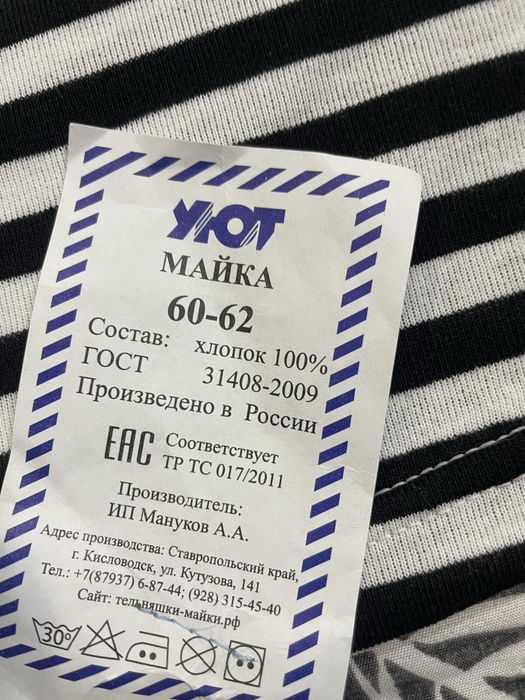 УЮТ
МАЙКА
60-62
Состав: хлопок 100%
ГОСТ 31408-2009
Произведено в России
ЕАС Соответствует
ТР ТС 017/2011
Производитель:
ИП Мануков А.А.
Адрес производства: Ставропольский край,
г. Кисловодск, ул. Кутузова, 141
Тел.: +7(87937) 6-87-44; (928) 315-45-40
Сайт: тельняшки-майки.рф
30°